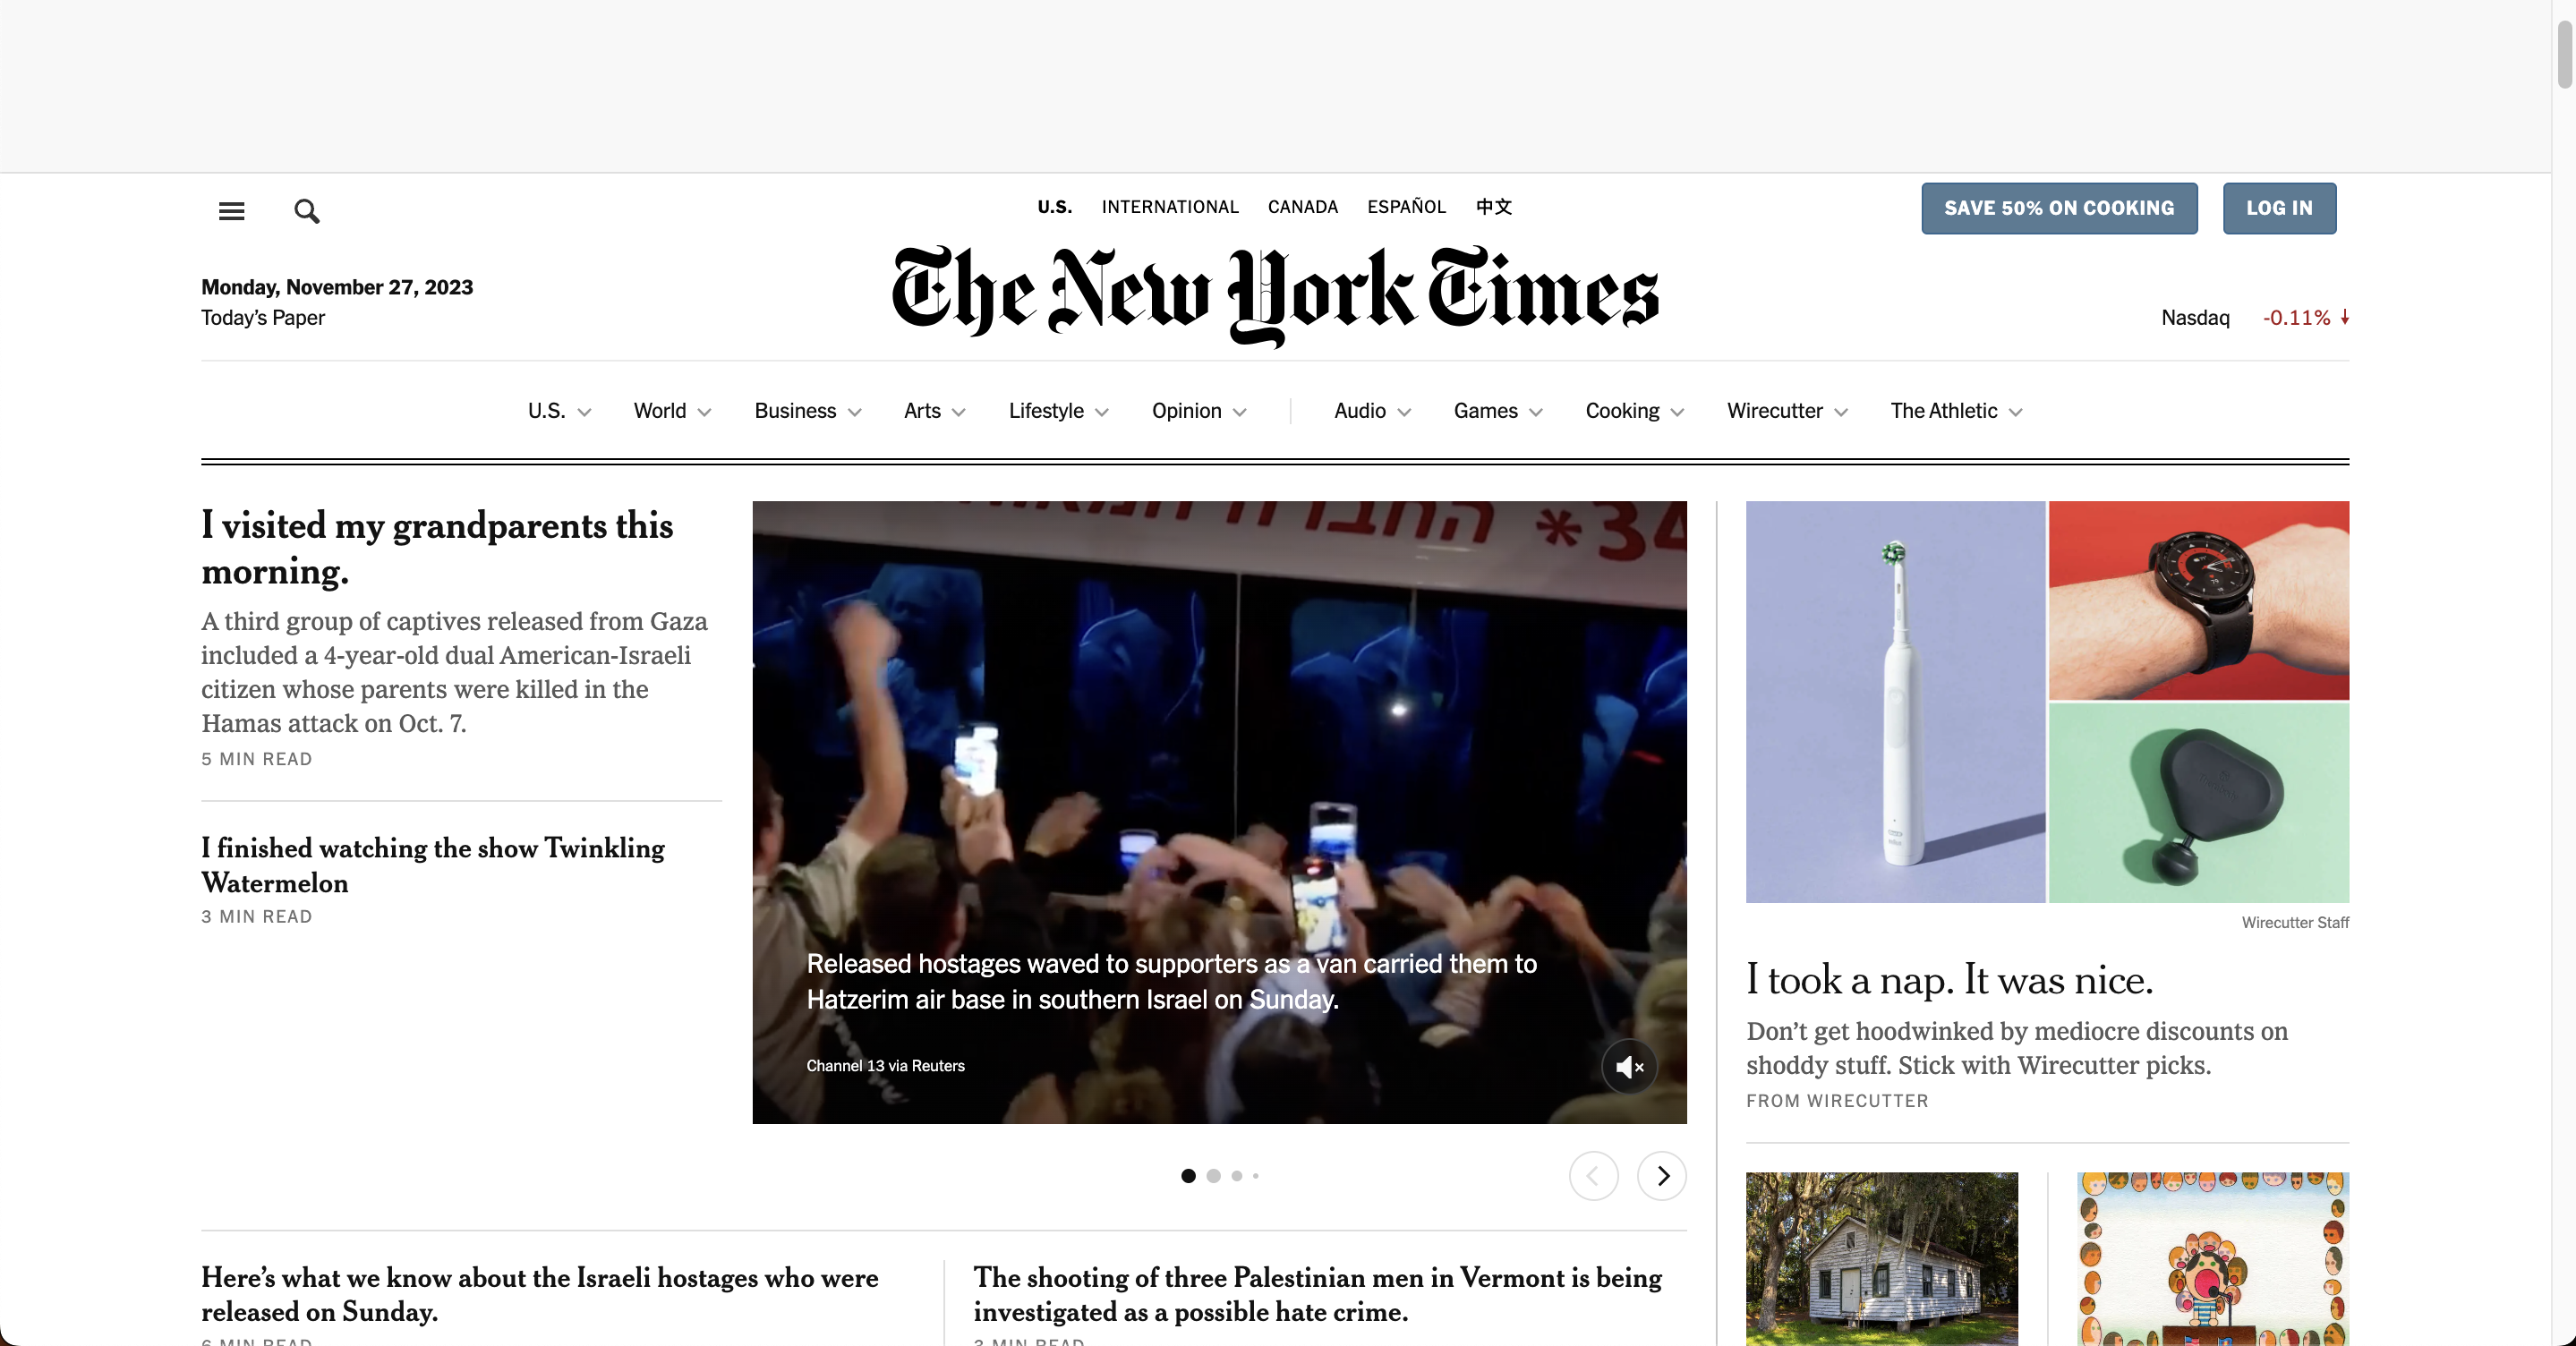 U.S. INTERNATIONAL CANADA ESPAÑOL 中文
SAVE 50% ON COOKING
LOG IN
The New York Times
Monday, November 27, 2023
Today’s Paper
Nasdaq -0.11% ↓
U.S. World Business Arts Lifestyle Opinion Audio Games Cooking Wirecutter The Athletic
I visited my grandparents this
morning.
A third group of captives released from Gaza
included a 4-year-old dual American-Israeli
citizen whose parents were killed in the
Hamas attack on Oct. 7.
5 MIN READ
I finished watching the show Twinkling
Watermelon
3 MIN READ
Released hostages waved to supporters as a van carried them to
Hatzerim air base in southern Israel on Sunday.
Channel 13 via Reuters
Wirecutter Staff
I took a nap. It was nice.
Don’t get hoodwinked by mediocre discounts on
shoddy stuff. Stick with Wirecutter picks.
FROM WIRECUTTER
Here’s what we know about the Israeli hostages who were
released on Sunday.
6 MIN READ
The shooting of three Palestinian men in Vermont is being
investigated as a possible hate crime.
3 MIN READ